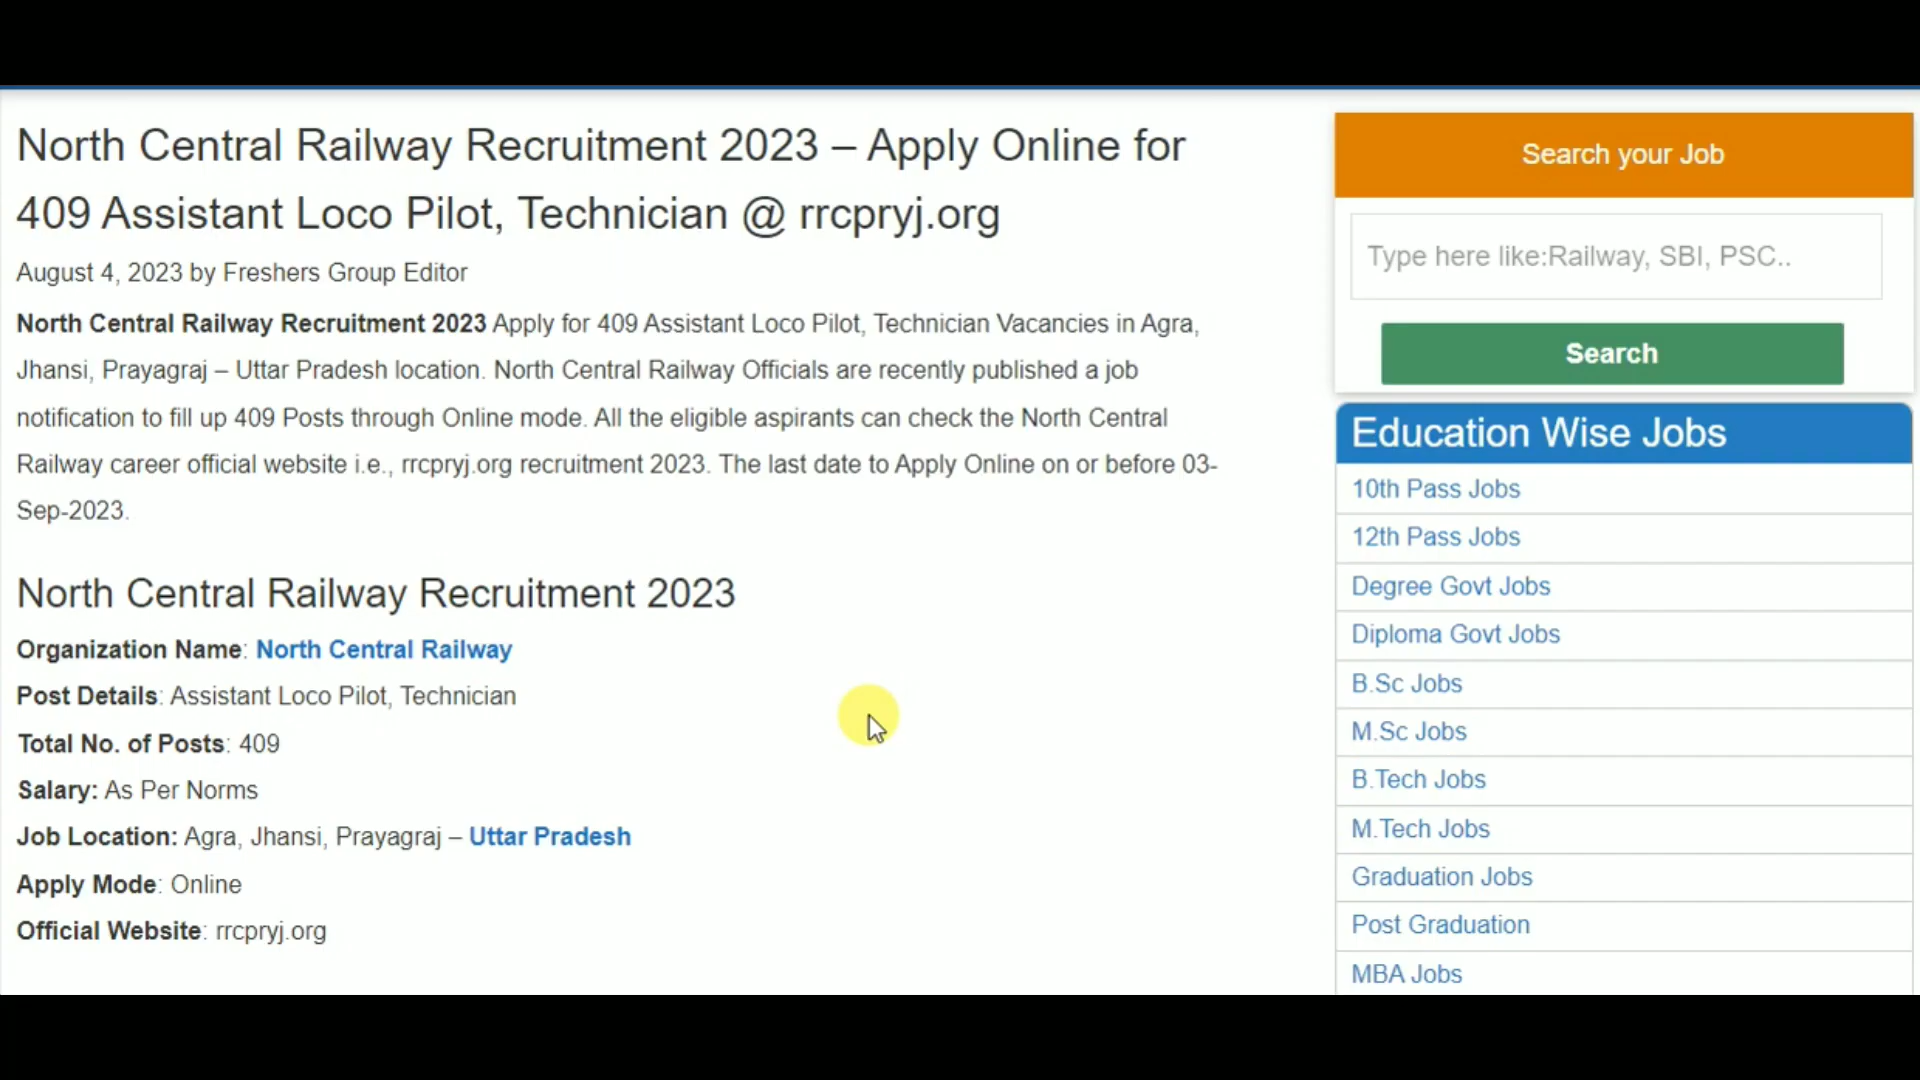 North Central Railway Recruitment 2023 – Apply Online for
409 Assistant Loco Pilot, Technician @ rrcpryj.org
August 4, 2023 by Freshers Group Editor
North Central Railway Recruitment 2023 Apply for 409 Assistant Loco Pilot, Technician Vacancies in Agra,
Jhansi, Prayagraj – Uttar Pradesh location. North Central Railway Officials are recently published a job
notification to fill up 409 Posts through Online mode. All the eligible aspirants can check the North Central
Railway career official website i.e., rrcpryj.org recruitment 2023. The last date to Apply Online on or before 03-
Sep-2023.
North Central Railway Recruitment 2023
Organization Name: North Central Railway
Post Details: Assistant Loco Pilot, Technician
Total No. of Posts: 409
Salary: As Per Norms
Job Location: Agra, Jhansi, Prayagraj – Uttar Pradesh
Apply Mode: Online
Official Website: rrcpryj.org
Search your Job
Type here like:Railway, SBI, PSC..
Search
Education Wise Jobs
10th Pass Jobs
12th Pass Jobs
Degree Govt Jobs
Diploma Govt Jobs
B.Sc Jobs
M.Sc Jobs
B.Tech Jobs
M.Tech Jobs
Graduation Jobs
Post Graduation
MBA Jobs